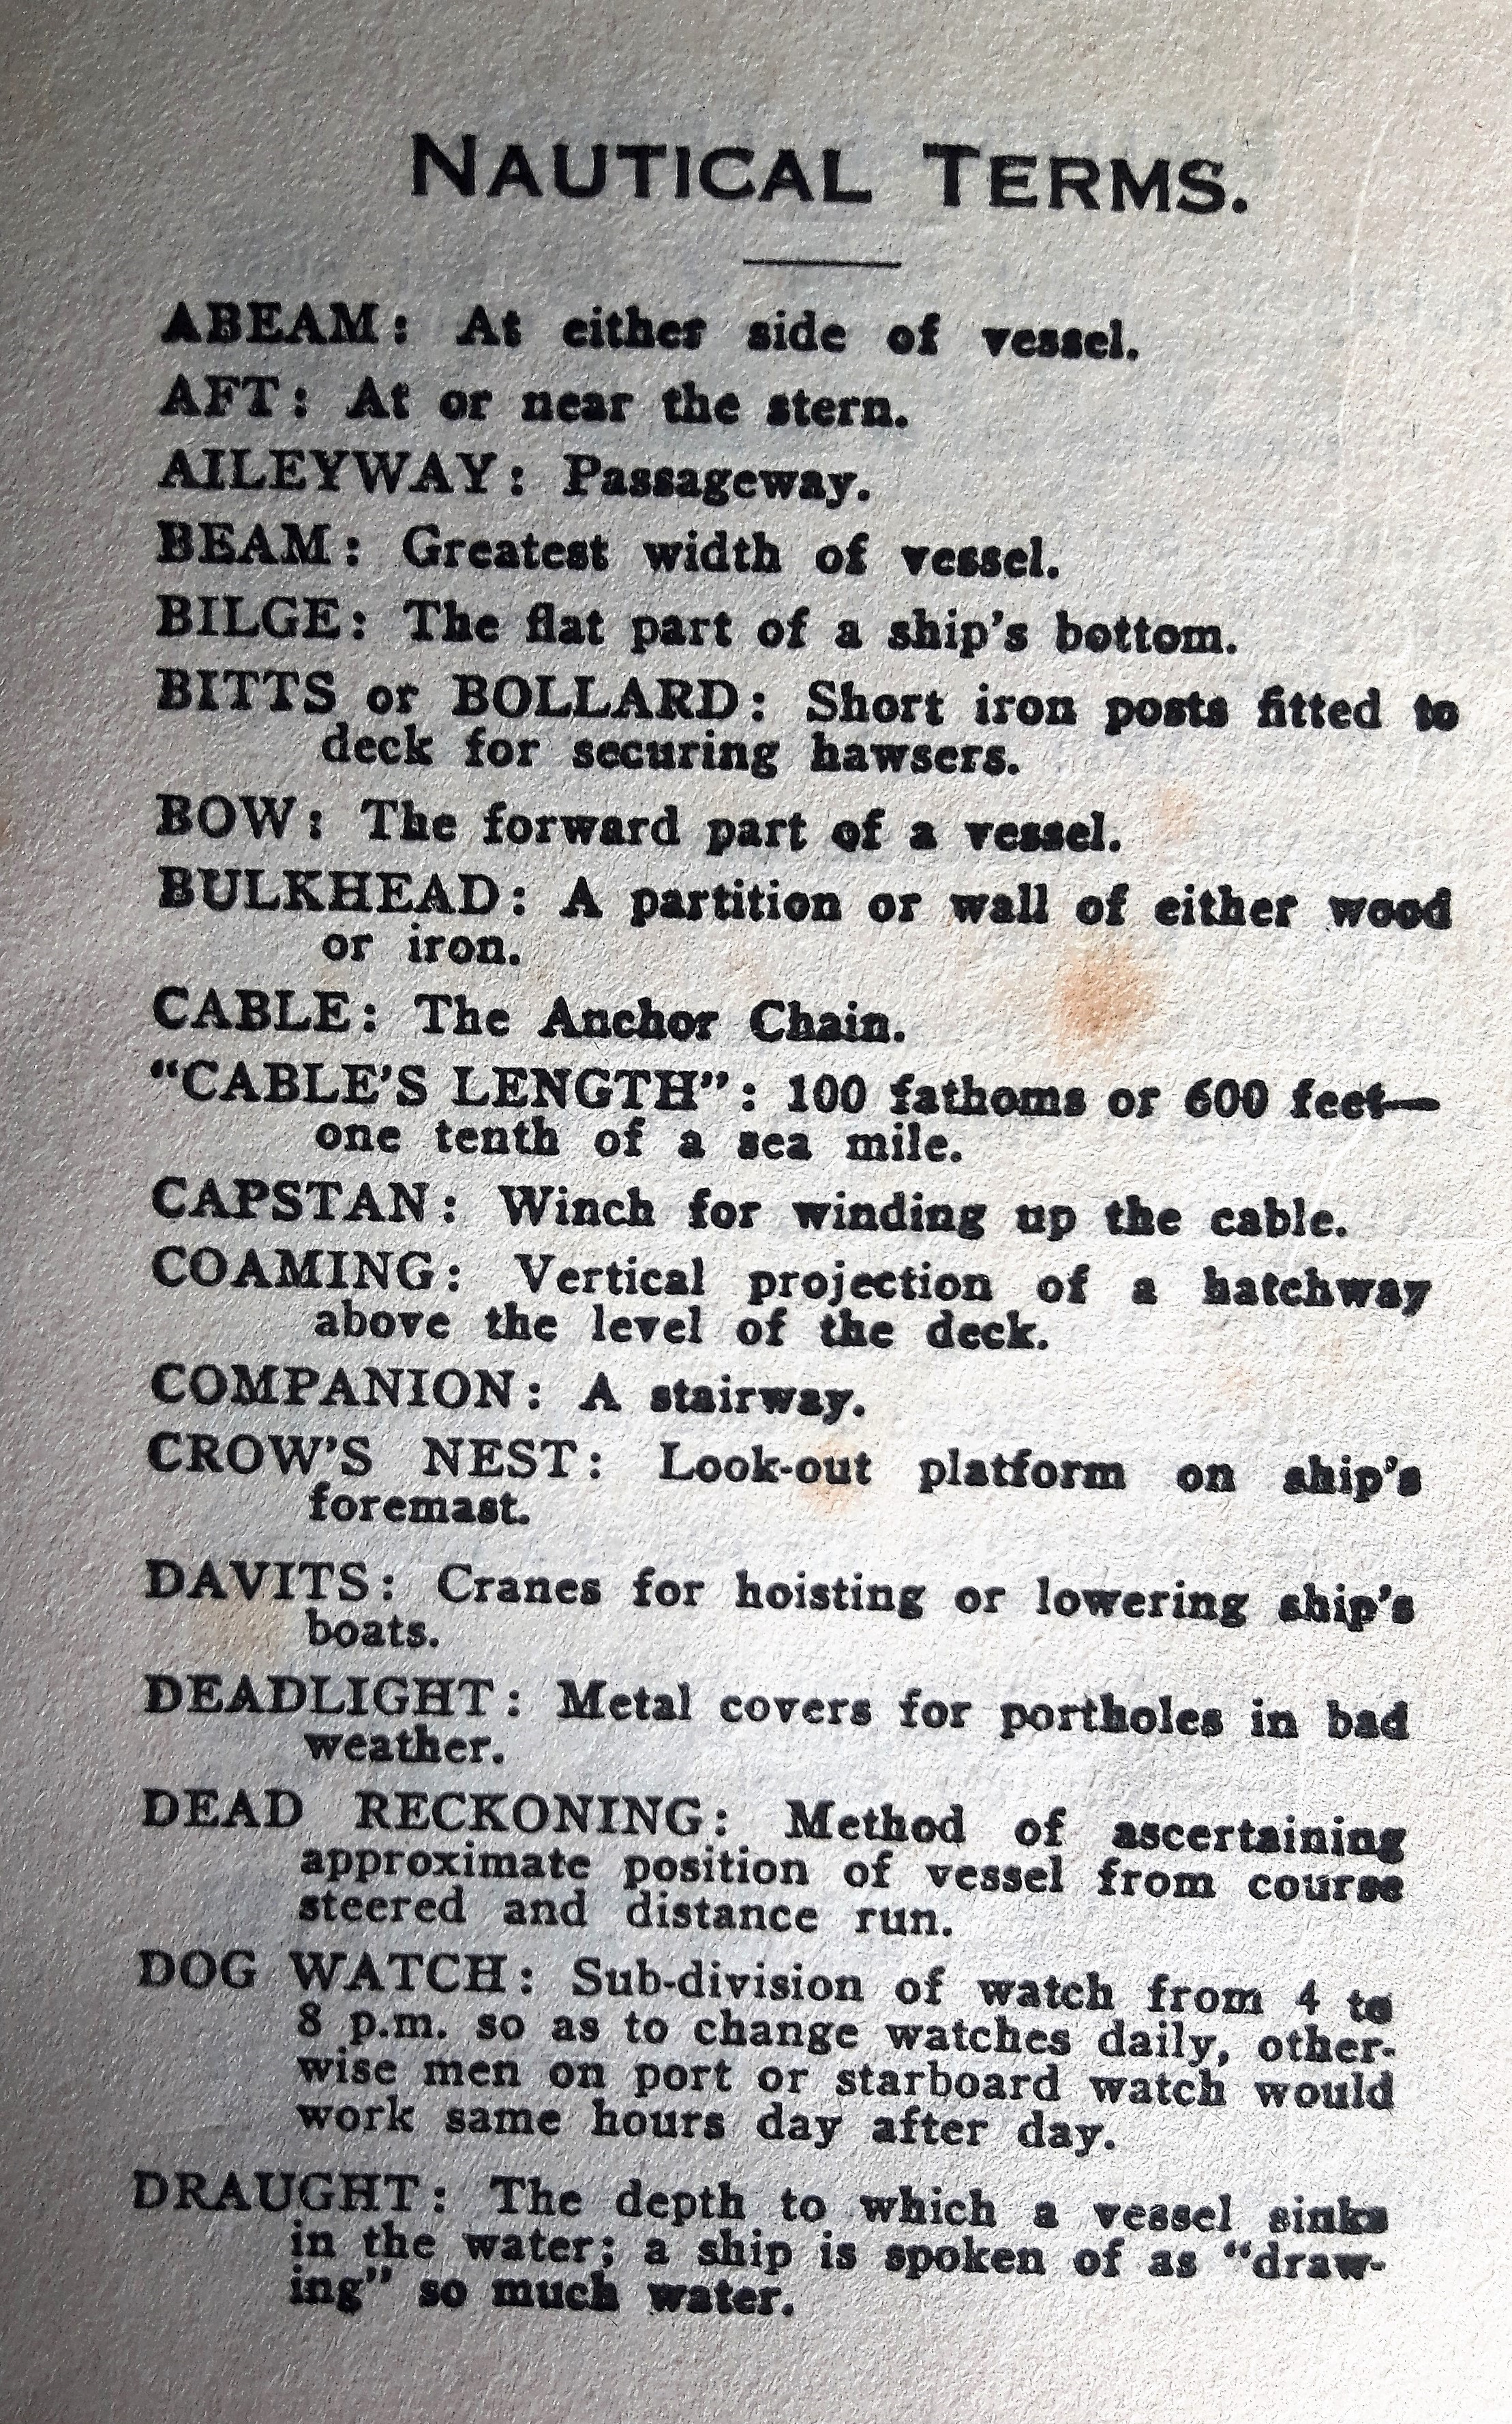 NAUTICAL TERMS.
ABEAM: At either side of vessel.
AFT: At or near the stern.
AILEYWAY: Passageway.
BEAM: Greatest width of vessel.
BILGE: The flat part of a ship's bottom.
BITTS or BOLLARD: Short iron posts fitted to
deck for securing hawsers.
BOW: The forward part of a vessel.
BULKHEAD: A partition or wall of either wood
or iron.
CABLE: The Anchor Chain.
"CABLE'S LENGTH": 100 fathoms or 600 feet—
one tenth of a sea mile.
CAPSTAN: Winch for winding up the cable.
COAMING: Vertical projection of a hatchway
above the level of the deck.
COMPANION: A stairway.
CROW'S NEST: Look-out platform on ship's
foremast.
DAVITS: Cranes for hoisting or lowering ship's
boats.
DEADLIGHT: Metal covers for portholes in bad
weather.
DEAD RECKONING: Method of ascertaining
approximate position of vessel from course
steered and distance run.
DOG WATCH: Sub-division of watch from 4 to
8 p.m. so as to change watches daily, other-
wise men on port or starboard watch would
work same hours day after day.
DRAUGHT: The depth to which a vessel sinks
in the water; a ship is spoken of as "draw-
ing" so much water.